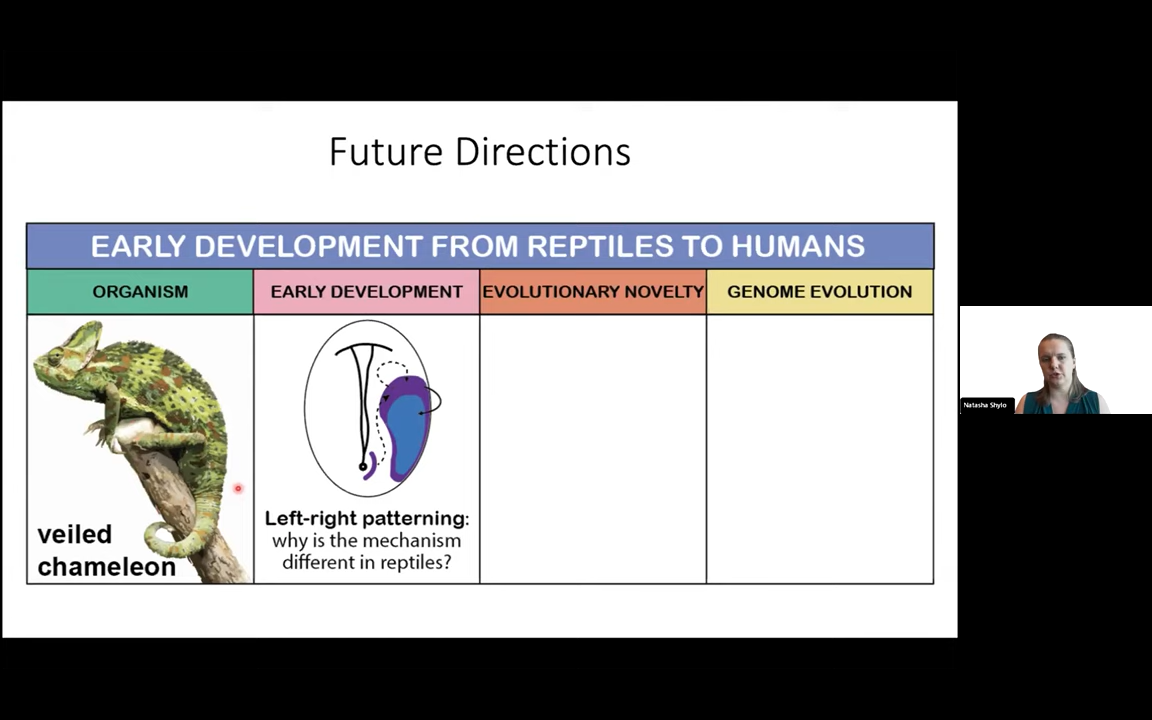 Future Directions
EARLY DEVELOPMENT FROM REPTILES TO HUMANS
ORGANISM
EARLY DEVELOPMENT
EVOLUTIONARY NOVELTY
GENOME EVOLUTION
veiled
chameleon
Left-right patterning:
why is the mechanism
different in reptiles?
Natasha Shylo